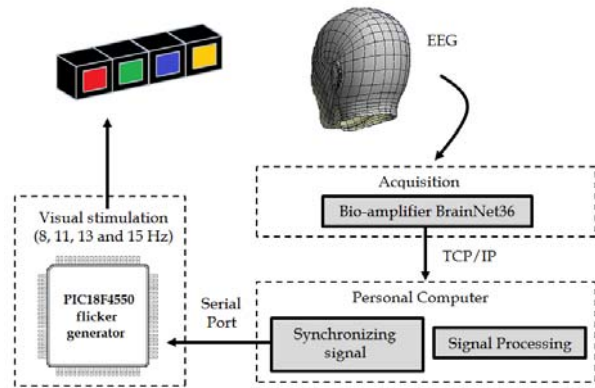 EEG
Acquisition
Bio-amplifier BrainNet36
TCP/IP
Visual stimulation
(8, 11, 13 and 15 Hz)
PIC18F4550
flicker
generator
Serial
Port
Personal Computer
Synchronizing
signal
Signal Processing